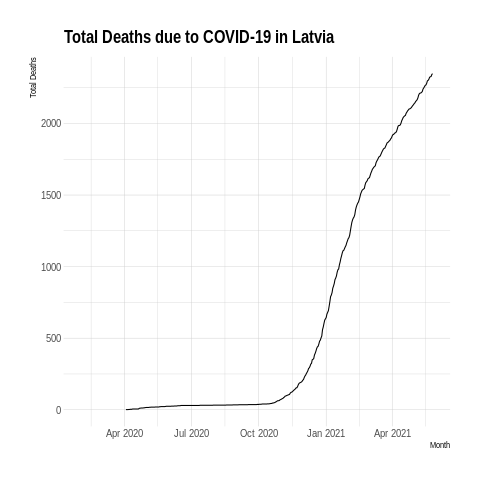 Total Deaths due to COVID-19 in Latvia
Total Deaths
2000
1500
1000
500
0
Apr 2020 Jul 2020 Oct 2020 Jan 2021 Apr 2021
Month